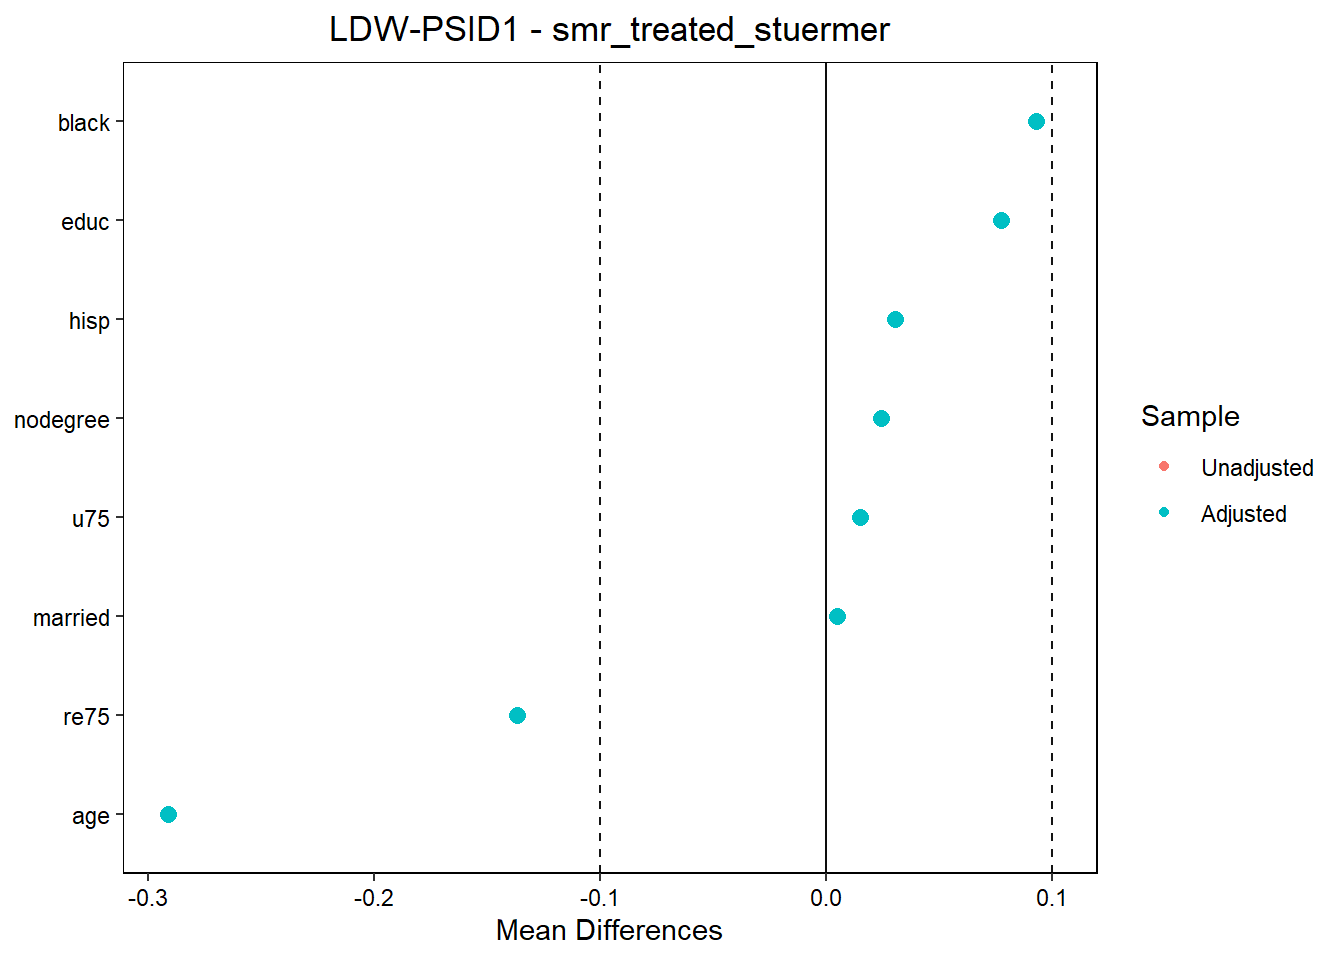 LDW-PSID1 - smr_treated_stuermer
black
educ
hisp
nodegree
u75
married
re75
age
-0.3
-0.2
-0.1
0.0
0.1
Mean Differences
Sample
Unadjusted
Adjusted